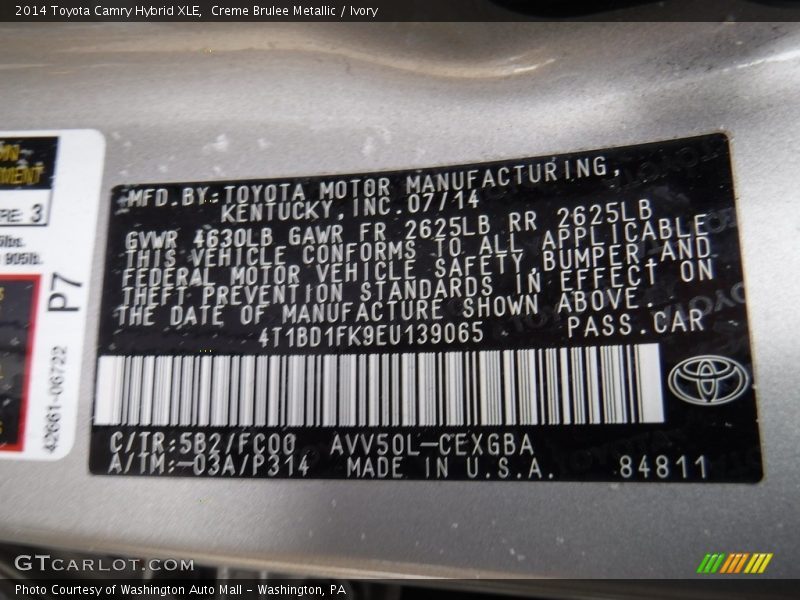 2014 Toyota Camry Hybrid XLE,  Creme Brulee Metallic / Ivory
3
905lb.
P7
42661-06722
MFD.BY:TOYOTA MOTOR MANUFACTURING,
KENTUCKY,INC.07/14
GVWR 4630LB GAWR FR 2625LB RR 2625LB
THIS VEHICLE CONFORMS TO ALL APPLICABLE
FEDERAL MOTOR VEHICLE SAFETY,BUMPER,AND
THEFT PREVENTION STANDARDS IN EFFECT ON
THE DATE OF MANUFACTURE SHOWN ABOVE.
4T1BD1FK9EU139065 PASS.CAR
C/TR:5B2/FC00 AVV50L-CEXGBA
A/TM:-03A/P314 MADE IN U.S.A. 84811
GTCARLOT.COM
Photo Courtesy of Washington Auto Mall - Washington, PA